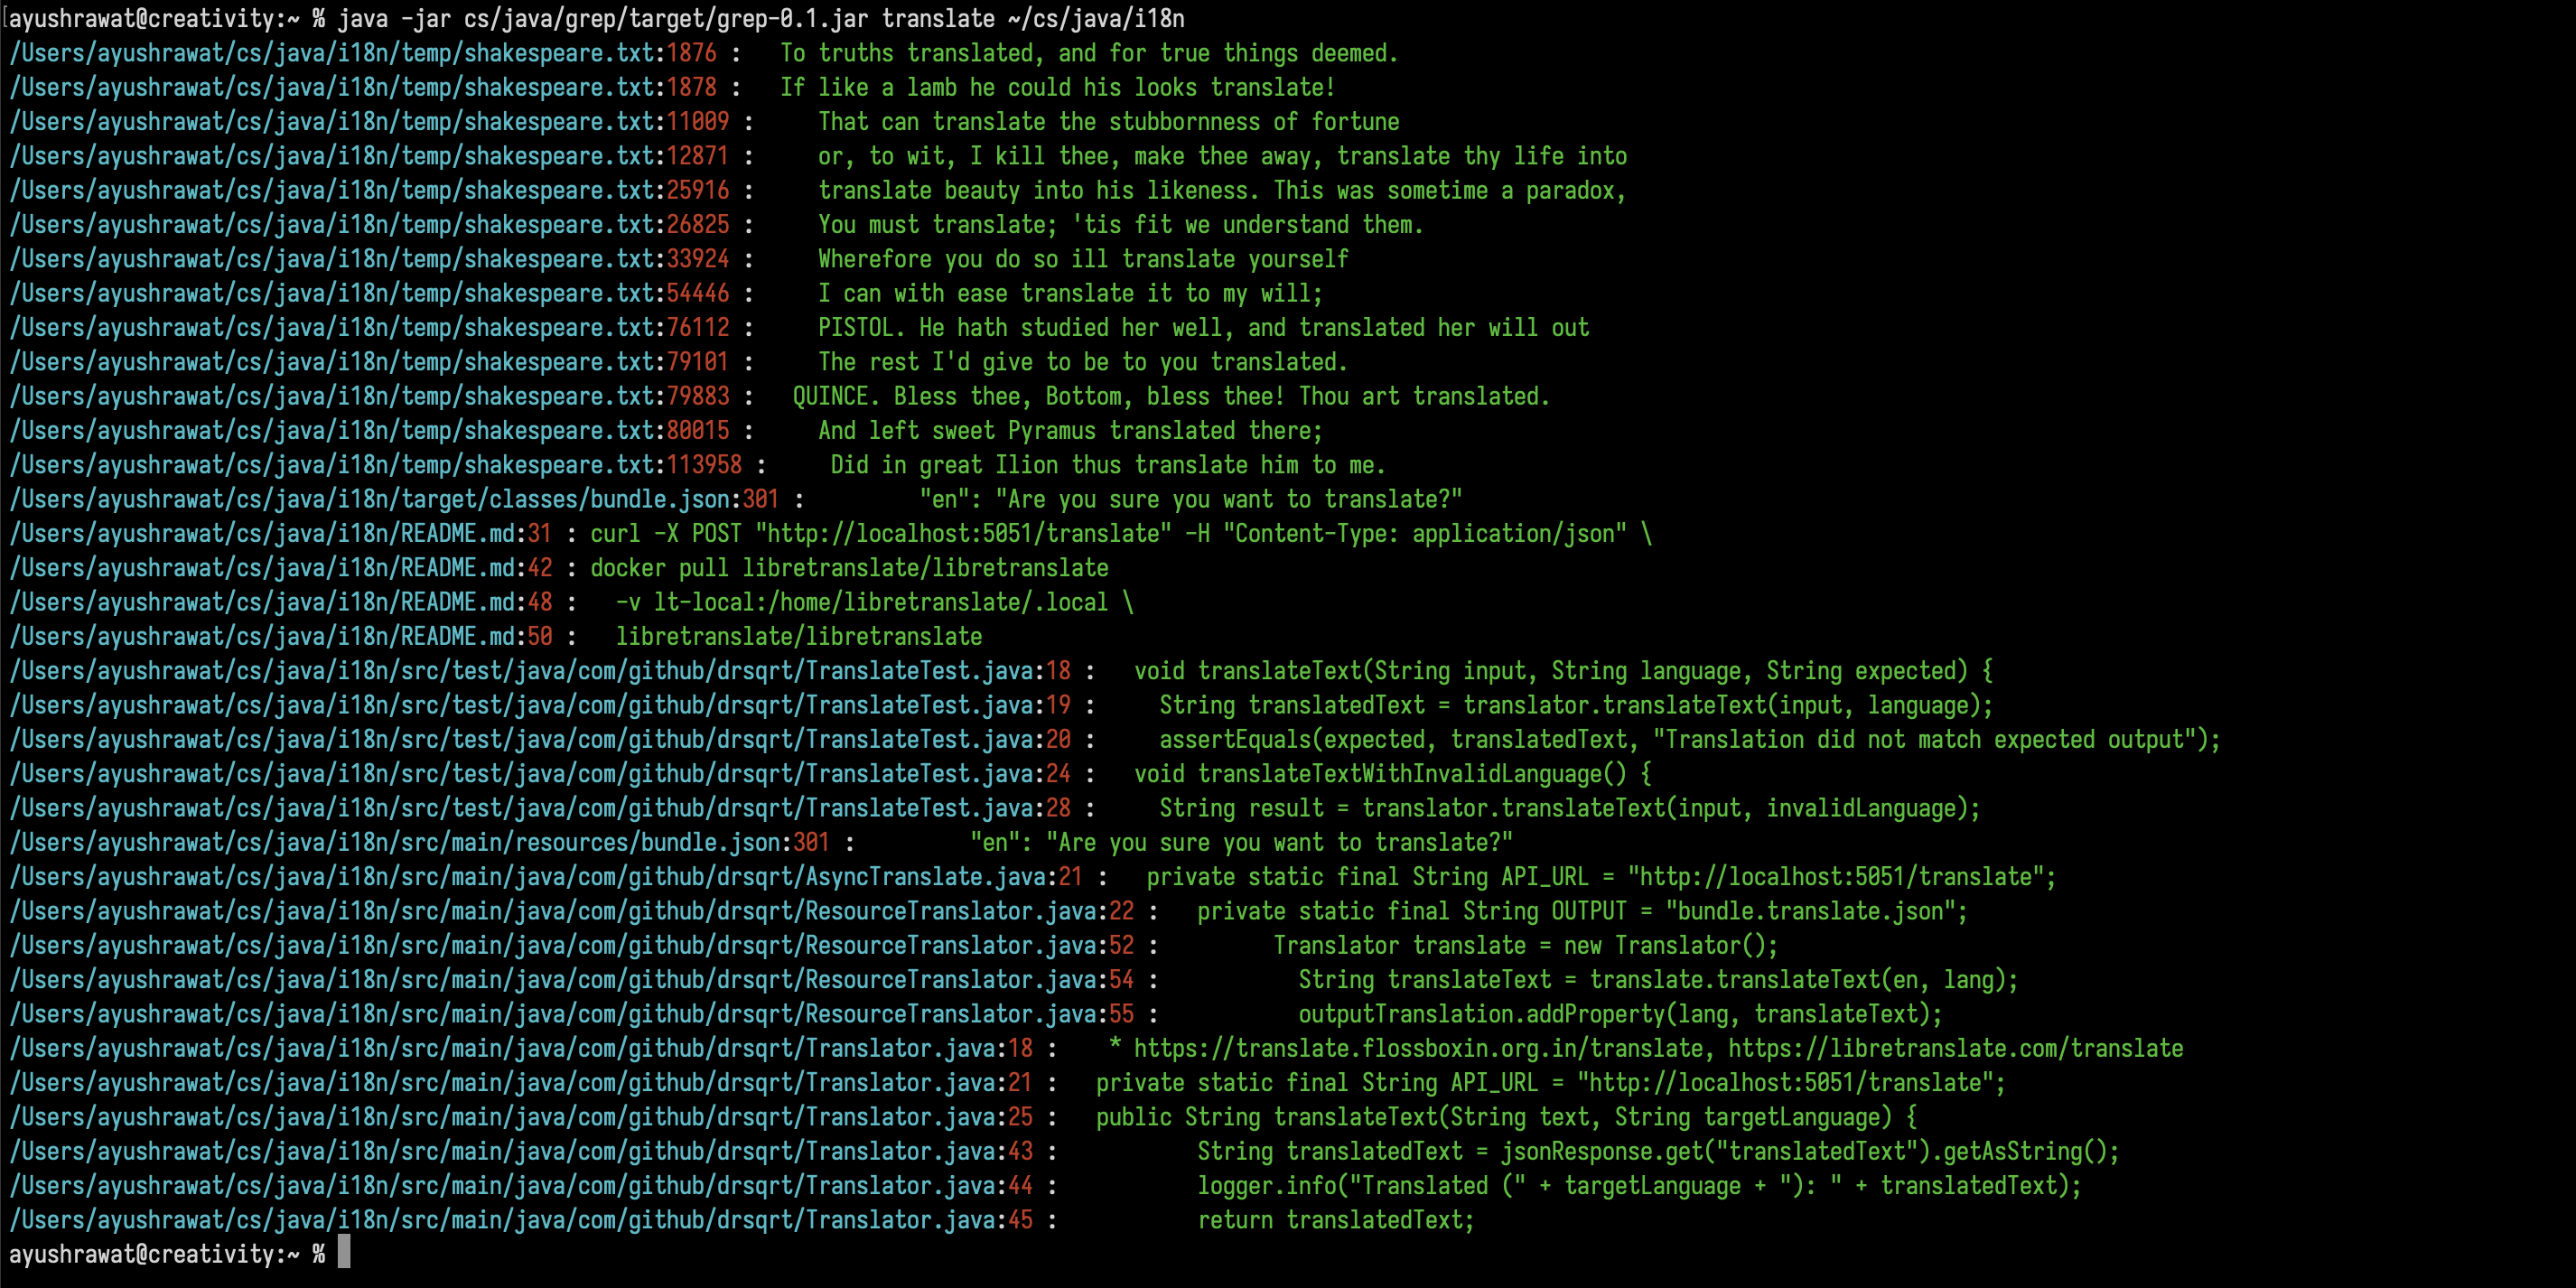 ayushrawat@creativity:~ % java -jar cs/java/grep/target/grep-0.1.jar translate ~/cs/java/i18n
/Users/ayushrawat/cs/java/i18n/temp/shakespeare.txt:1876 :   To truths translated, and for true things deemed.
/Users/ayushrawat/cs/java/i18n/temp/shakespeare.txt:1878 :   If like a lamb he could his looks translate!
/Users/ayushrawat/cs/java/i18n/temp/shakespeare.txt:11009 :     That can translate the stubbornness of fortune
/Users/ayushrawat/cs/java/i18n/temp/shakespeare.txt:12871 :     or, to wit, I kill thee, make thee away, translate thy life into
/Users/ayushrawat/cs/java/i18n/temp/shakespeare.txt:25916 :     translate beauty into his likeness. This was sometime a paradox,
/Users/ayushrawat/cs/java/i18n/temp/shakespeare.txt:26825 :     You must translate; 'tis fit we understand them.
/Users/ayushrawat/cs/java/i18n/temp/shakespeare.txt:33924 :     Wherefore you do so ill translate yourself
/Users/ayushrawat/cs/java/i18n/temp/shakespeare.txt:54446 :     I can with ease translate it to my will;
/Users/ayushrawat/cs/java/i18n/temp/shakespeare.txt:76112 :     PISTOL. He hath studied her well, and translated her will out
/Users/ayushrawat/cs/java/i18n/temp/shakespeare.txt:79101 :     The rest I'd give to be to you translated.
/Users/ayushrawat/cs/java/i18n/temp/shakespeare.txt:79883 :   QUINCE. Bless thee, Bottom, bless thee! Thou art translated.
/Users/ayushrawat/cs/java/i18n/temp/shakespeare.txt:80015 :     And left sweet Pyramus translated there;
/Users/ayushrawat/cs/java/i18n/temp/shakespeare.txt:113958 :     Did in great Ilion thus translate him to me.
/Users/ayushrawat/cs/java/i18n/target/classes/bundle.json:301 :         "en": "Are you sure you want to translate?"
/Users/ayushrawat/cs/java/i18n/README.md:31 : curl -X POST "http://localhost:5051/translate" -H "Content-Type: application/json" \
/Users/ayushrawat/cs/java/i18n/README.md:42 : docker pull libretranslate/libretranslate
/Users/ayushrawat/cs/java/i18n/README.md:48 :   -v lt-local:/home/libretranslate/.local \
/Users/ayushrawat/cs/java/i18n/README.md:50 :   libretranslate/libretranslate
/Users/ayushrawat/cs/java/i18n/src/test/java/com/github/drsqrt/TranslateTest.java:18 :   void translateText(String input, String language, String expected) {
/Users/ayushrawat/cs/java/i18n/src/test/java/com/github/drsqrt/TranslateTest.java:19 :     String translatedText = translator.translateText(input, language);
/Users/ayushrawat/cs/java/i18n/src/test/java/com/github/drsqrt/TranslateTest.java:20 :     assertEquals(expected, translatedText, "Translation did not match expected output");
/Users/ayushrawat/cs/java/i18n/src/test/java/com/github/drsqrt/TranslateTest.java:24 :   void translateTextWithInvalidLanguage() {
/Users/ayushrawat/cs/java/i18n/src/test/java/com/github/drsqrt/TranslateTest.java:28 :     String result = translator.translateText(input, invalidLanguage);
/Users/ayushrawat/cs/java/i18n/src/main/resources/bundle.json:301 :         "en": "Are you sure you want to translate?"
/Users/ayushrawat/cs/java/i18n/src/main/java/com/github/drsqrt/AsyncTranslate.java:21 :   private static final String API_URL = "http://localhost:5051/translate";
/Users/ayushrawat/cs/java/i18n/src/main/java/com/github/drsqrt/ResourceTranslator.java:22 :   private static final String OUTPUT = "bundle.translate.json";
/Users/ayushrawat/cs/java/i18n/src/main/java/com/github/drsqrt/ResourceTranslator.java:52 :         Translator translate = new Translator();
/Users/ayushrawat/cs/java/i18n/src/main/java/com/github/drsqrt/ResourceTranslator.java:54 :           String translateText = translate.translateText(en, lang);
/Users/ayushrawat/cs/java/i18n/src/main/java/com/github/drsqrt/ResourceTranslator.java:55 :           outputTranslation.addProperty(lang, translateText);
/Users/ayushrawat/cs/java/i18n/src/main/java/com/github/drsqrt/Translator.java:18 :    * https://translate.flossboxin.org.in/translate, https://libretranslate.com/translate
/Users/ayushrawat/cs/java/i18n/src/main/java/com/github/drsqrt/Translator.java:21 :   private static final String API_URL = "http://localhost:5051/translate";
/Users/ayushrawat/cs/java/i18n/src/main/java/com/github/drsqrt/Translator.java:25 :   public String translateText(String text, String targetLanguage) {
/Users/ayushrawat/cs/java/i18n/src/main/java/com/github/drsqrt/Translator.java:43 :           String translatedText = jsonResponse.get("translatedText").getAsString();
/Users/ayushrawat/cs/java/i18n/src/main/java/com/github/drsqrt/Translator.java:44 :           logger.info("Translated (" + targetLanguage + "): " + translatedText);
/Users/ayushrawat/cs/java/i18n/src/main/java/com/github/drsqrt/Translator.java:45 :           return translatedText;
ayushrawat@creativity:~ %